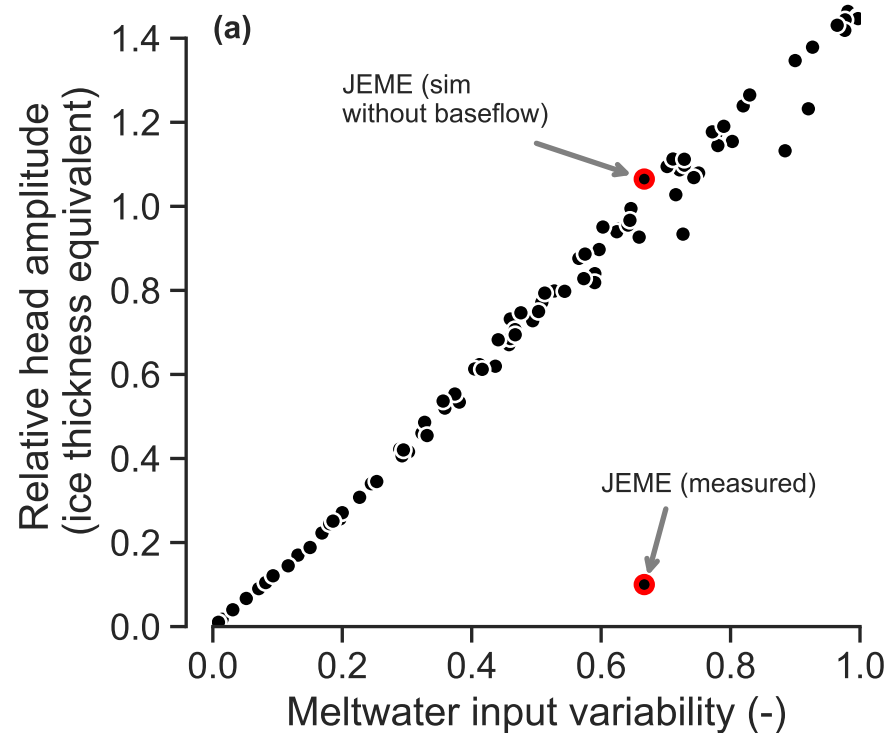 (a)
JEME (sim
without baseflow)
JEME (measured)
Relative head amplitude
(ice thickness equivalent)
1.4
1.2
1.0
0.8
0.6
0.4
0.2
0.0
0.0 0.2 0.4 0.6 0.8 1.0
Meltwater input variability (-)